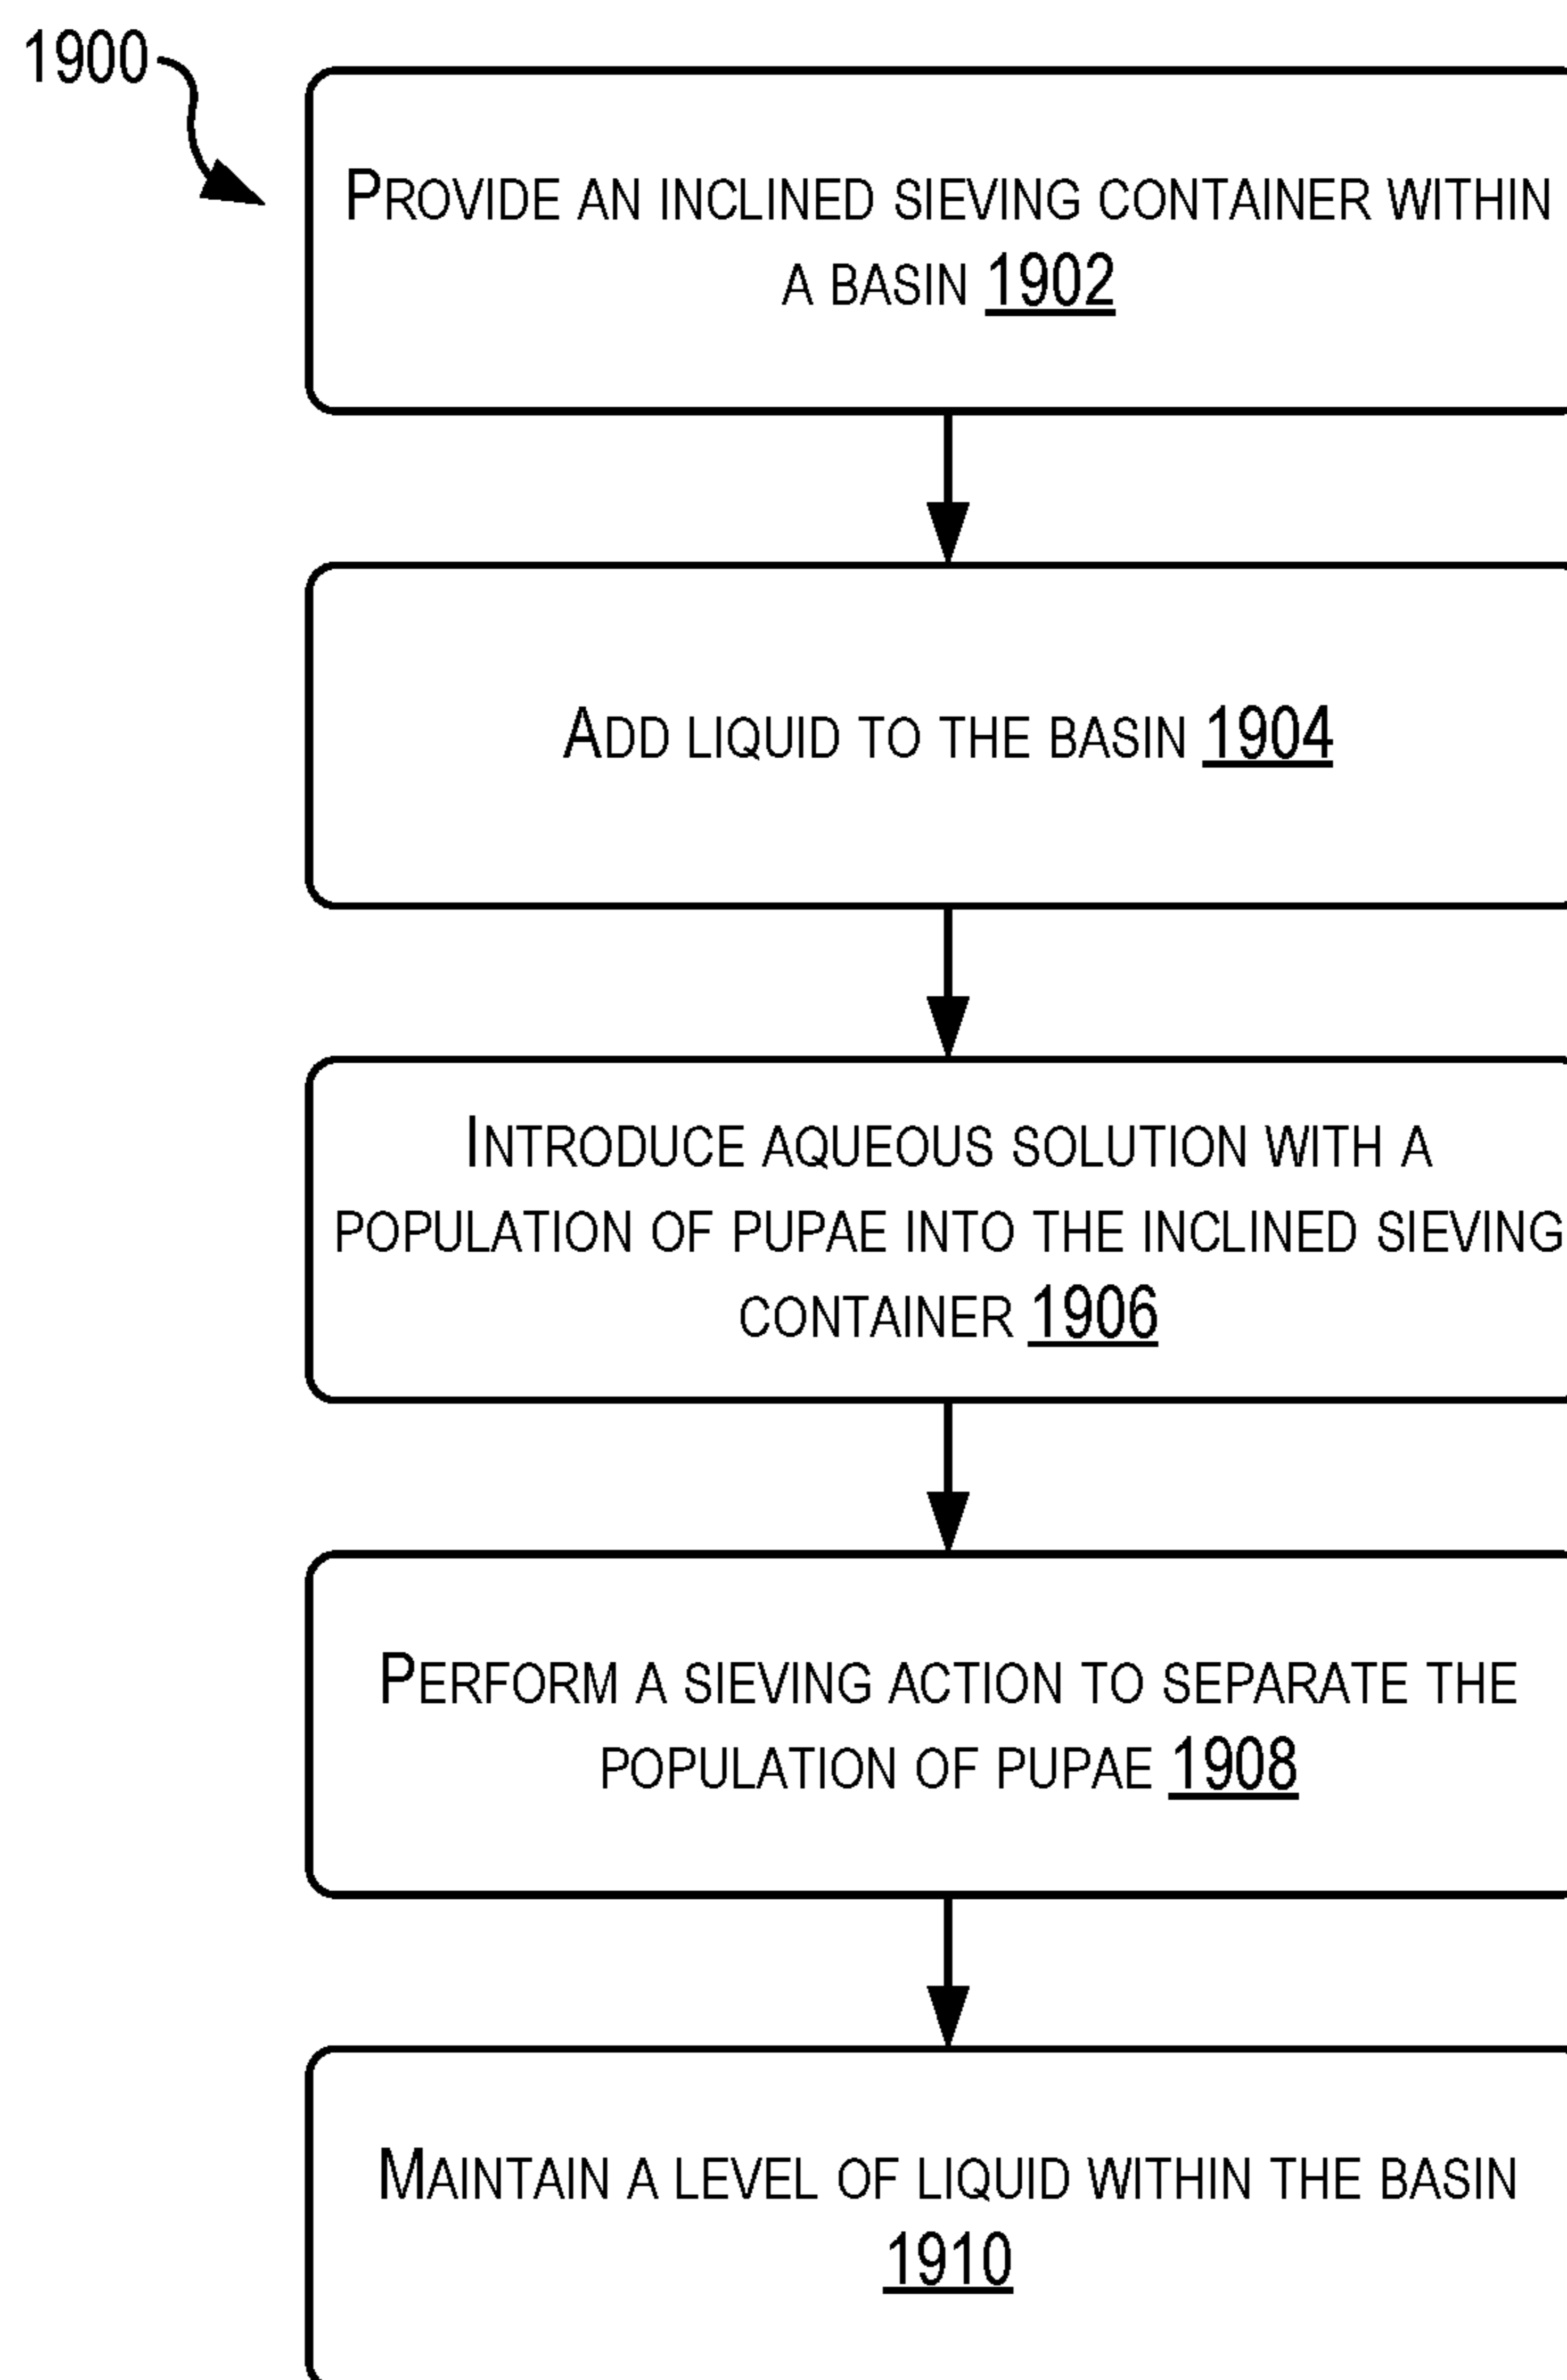 1900
Provide an inclined sieving container within
a basin 1902
Add liquid to the basin 1904
Introduce aqueous solution with a
population of pupae into the inclined sieving
container 1906
Perform a sieving action to separate the
population of pupae 1908
Maintain a level of liquid within the basin
1910